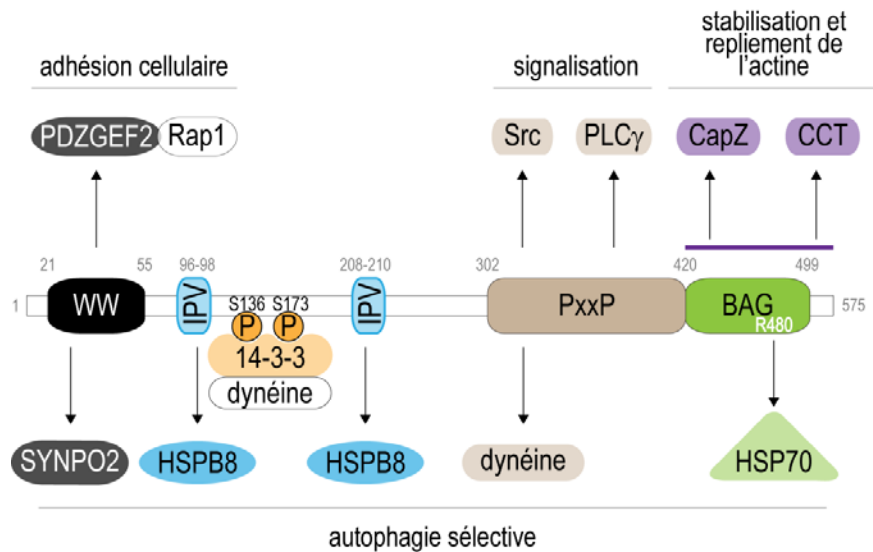 stabilisation et
repliement de
l'actine
adhésion cellulaire
signalisation
PDZGEF2 Rap1
Src PLCγ CapZ CCT
21 55 96-98 208-210 302 420 499
S136 S173
1 WW IPV P P IPV PxxP BAG 575
R480
14-3-3
dynéine
SYNPO2 HSPB8 HSPB8 dynéine HSP70
autophagie sélective